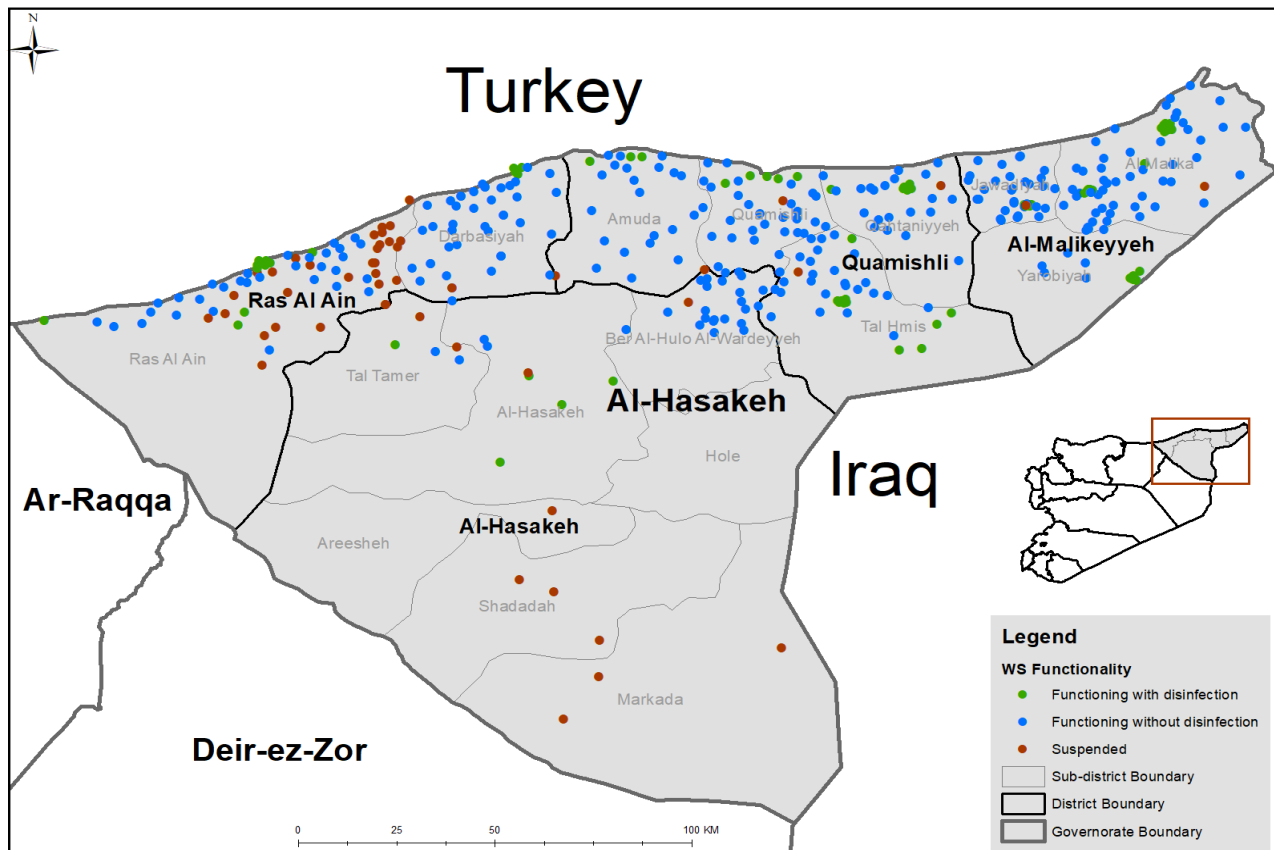 N
Turkey
Al-Malika
Jawadiyah
Quamishli
Amuda
Qahtaniyyeh
Darbasiyah
Al-Malikeyyeh
Quamishli
Yarobiyah
Ras Al Ain
Tal Hmis
Ber Al-Hulo Al-Wardeyyeh
Ras Al Ain
Tal Tamer
Al-Hasakeh
Al-Hasakeh
Hole
Iraq
Ar-Raqqa
Al-Hasakeh
Areesheh
Shadadah
Markada
Deir-ez-Zor
Legend
WS Functionality
Functioning with disinfection
Functioning without disinfection
Suspended
Sub-district Boundary
District Boundary
Governorate Boundary
0 25 50 100 KM